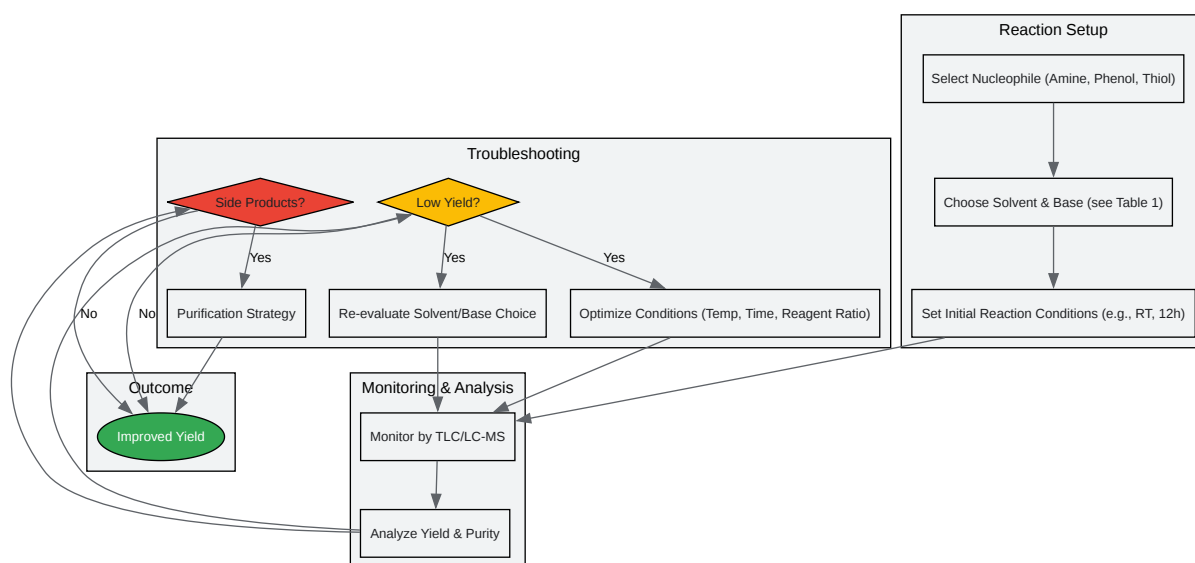 Reaction Setup
Select Nucleophile (Amine, Phenol, Thiol)
Choose Solvent & Base (see Table 1)
Set Initial Reaction Conditions (e.g., RT, 12h)
Troubleshooting
Side Products?
Low Yield?
Yes
Yes
Yes
Purification Strategy
Re-evaluate Solvent/Base Choice
Optimize Conditions (Temp, Time, Reagent Ratio)
No
No
Outcome
Improved Yield
Monitoring & Analysis
Monitor by TLC/LC-MS
Analyze Yield & Purity